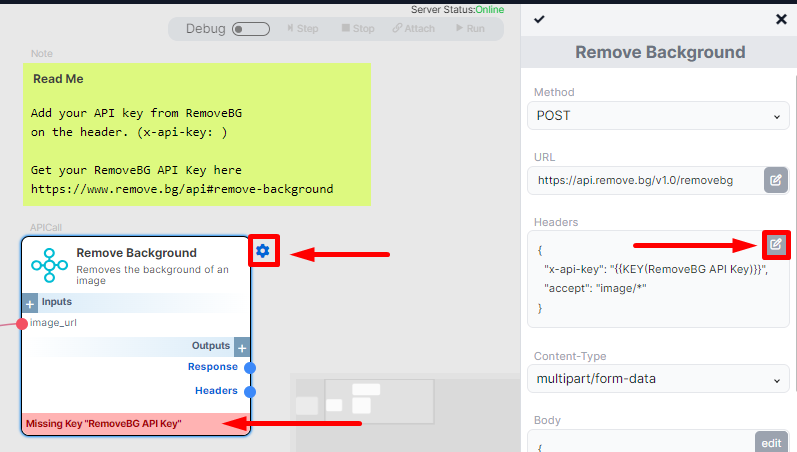 Server Status:Online
Debug
Step
Stop
Attach
Run
Note
Read Me
Add your API key from RemoveBG
on the header. (x-api-key: )
Get your RemoveBG API Key here
https://www.remove.bg/api#remove-background
APICall
Remove Background
Removes the background of an
image
Inputs
image_url
Outputs
Response
Headers
Missing Key "RemoveBG API Key"
Remove Background
Method
POST
URL
https://api.remove.bg/v1.0/removebg
Headers
{
"x-api-key": "{{KEY(RemoveBG API Key)}}",
"accept": "image/*"
}
Content-Type
multipart/form-data
Body
{
edit